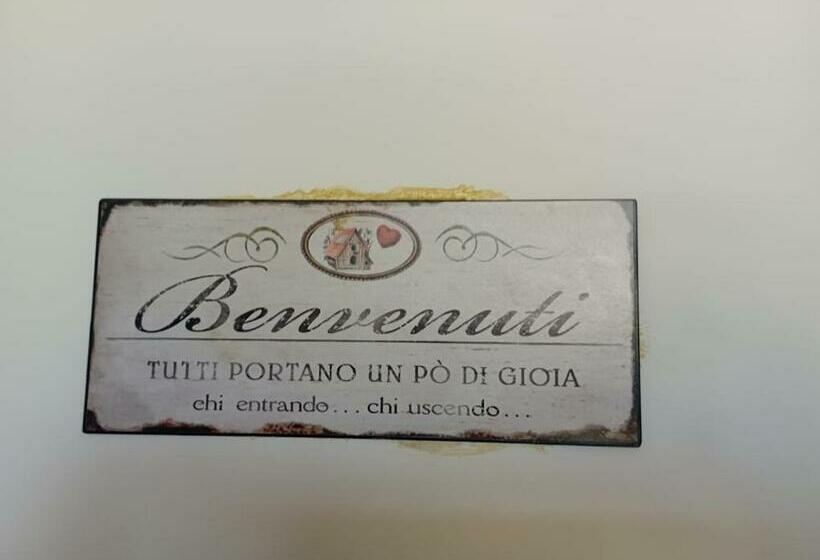 Benvenuti
TUTTI PORTANO UN PÒ DI GIOIA
chi entrando... chi uscendo...